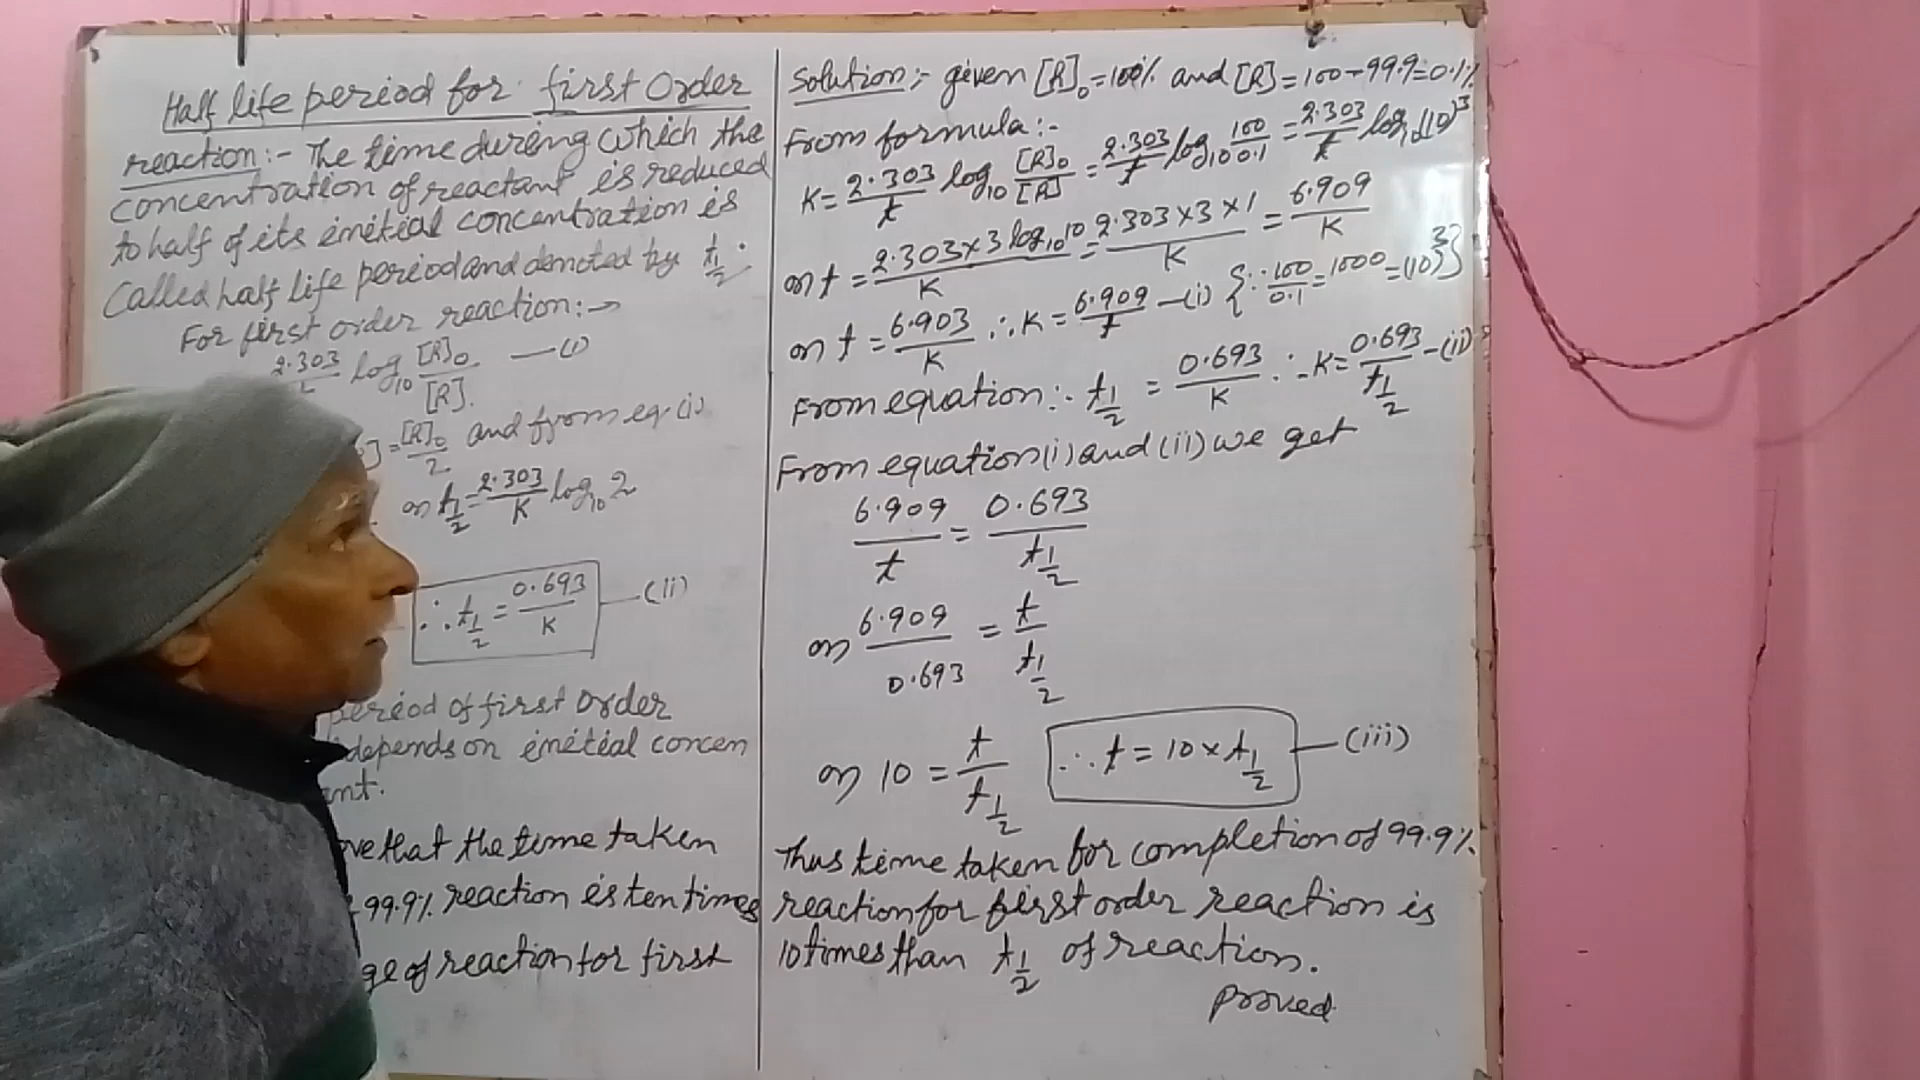 Half life period for first Order
reaction:- The time during which the
concentration of reactant is reduced
to half of its initial concentration is
Called half life period and denoted by t1/2.
For first order reaction:→
2.303 log10 [R]0/[R]. —(i)
]=[R]0/2 and from eq.(i)
or t1/2=2.303/K log10 2
∴ t1/2 = 0.693/K —(ii)
period of first order
depends on initial concen
ant.
ove that the time taken
99.9% reaction is ten times
ge of reaction for first
Solution:- given [R]0=100% and [R]=100-99.9=0.1%
From formula:-
K=2.303/t log10 [R]0/[R] =2.303/t log10 100/0.1 =2.303/t log10(10)^3
or t = 2.303×3 log10 10/K = 2.303×3×1/K = 6.909/K
or t = 6.903/K ∴ K = 6.909/t —(i) {∵ 100/0.1=1000=(10)^3}
From equation:- t1/2 = 0.693/K ∴ K=0.693/t1/2 —(ii)
From equation(i) and (ii) we get
6.909/t = 0.693/t1/2
or 6.909/0.693 = t/t1/2
or 10 = t/t1/2 ∴ t = 10 × t1/2 —(iii)
Thus time taken for completion of 99.9%
reaction for first order reaction is
10 times than t1/2 of reaction.
Proved.